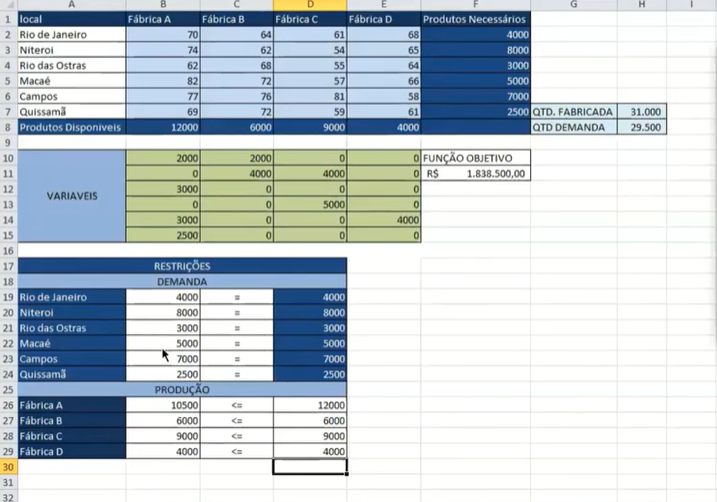 A B C D E F G H I
1 local Fábrica A Fábrica B Fábrica C Fábrica D Produtos Necessários
2 Rio de Janeiro 70 64 61 68 4000
3 Niteroi 74 62 54 65 8000
4 Rio das Ostras 62 68 55 64 3000
5 Macaé 82 72 57 66 5000
6 Campos 77 76 81 58 7000
7 Quissamã 69 72 59 61 2500 QTD. FABRICADA 31.000
8 Produtos Disponiveis 12000 6000 9000 4000 QTD DEMANDA 29.500
9
10 2000 2000 0 0 FUNÇÃO OBJETIVO
11 0 4000 4000 0 R$ 1.838.500,00
12 3000 0 0 0
VARIAVEIS
13 0 0 5000 0
14 3000 0 0 4000
15 2500 0 0 0
16
17 RESTRIÇÕES
18 DEMANDA
19 Rio de Janeiro 4000 = 4000
20 Niteroi 8000 = 8000
21 Rio das Ostras 3000 = 3000
22 Macaé 5000 = 5000
23 Campos 7000 = 7000
24 Quissamã 2500 = 2500
25 PRODUÇÃO
26 Fábrica A 10500 <= 12000
27 Fábrica B 6000 <= 6000
28 Fábrica C 9000 <= 9000
29 Fábrica D 4000 <= 4000
30
31
32